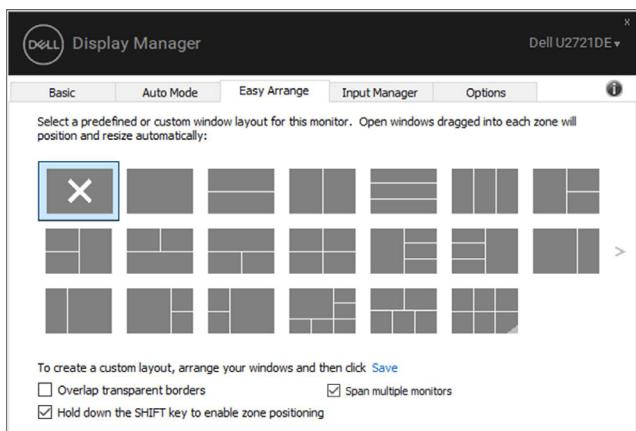 DELL Display Manager
x
Dell U2721DE
Basic Auto Mode Easy Arrange Input Manager Options
Select a predefined or custom window layout for this monitor. Open windows dragged into each zone will
position and resize automatically:
To create a custom layout, arrange your windows and then click Save
Overlap transparent borders Span multiple monitors
Hold down the SHIFT key to enable zone positioning